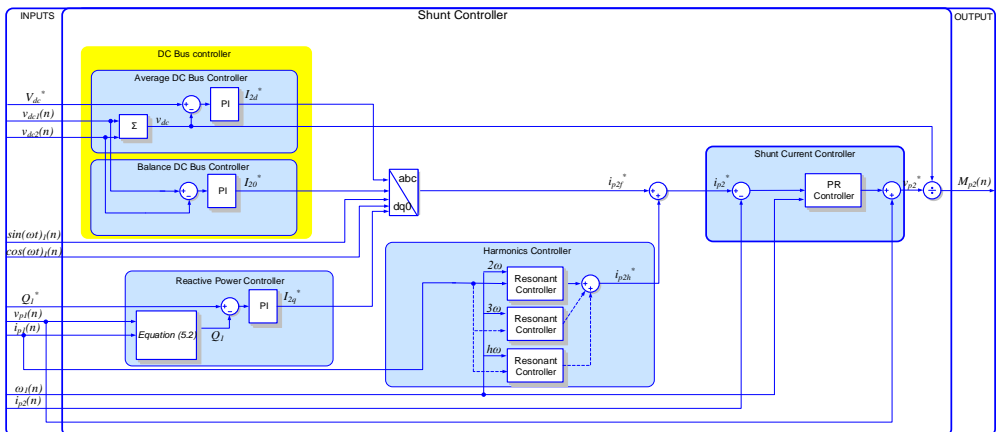 INPUTS
Shunt Controller
OUTPUT
DC Bus controller
Average DC Bus Controller
V_dc*
v_dc1(n)
v_dc2(n)
Σ
v_dc
+
−
PI
I_2d*
Balance DC Bus Controller
+
−
PI
I_20*
abc
dq0
sin(ωt)_1(n)
cos(ωt)_1(n)
Reactive Power Controller
Q_1*
v_p1(n)
i_p1(n)
Equation (5.2)
Q_1
+
−
PI
I_2q*
Harmonics Controller
2ω
Resonant
Controller
3ω
Resonant
Controller
hω
Resonant
Controller
+
+
i_p2h*
i_p2f*
+
+
i_p2*
Shunt Current Controller
+
−
PR
Controller
+
+
v_p2*
÷
M_p2(n)
ω_1(n)
i_p2(n)